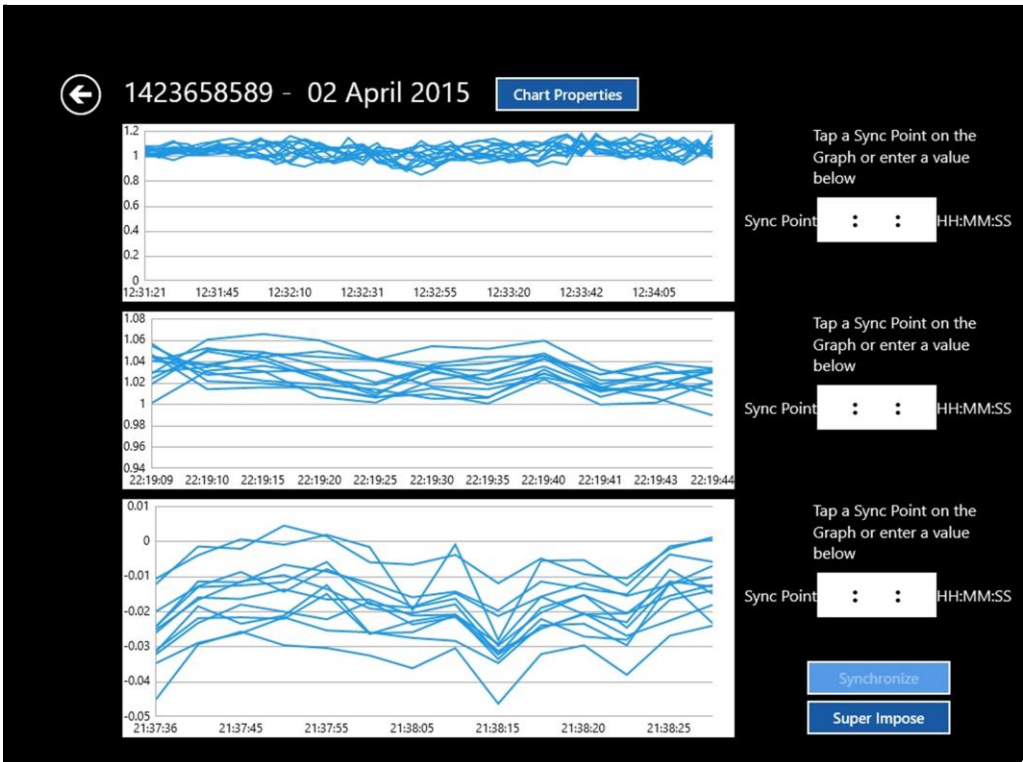 1423658589 - 02 April 2015
Chart Properties
1.2
1
0.8
0.6
0.4
0.2
0
12:31:21 12:31:45 12:32:10 12:32:31 12:32:55 12:33:20 12:33:42 12:34:05
Tap a Sync Point on the
Graph or enter a value
below
Sync Point : : HH:MM:SS
1.08
1.06
1.04
1.02
1
0.98
0.96
0.94
22:19:09 22:19:10 22:19:15 22:19:20 22:19:25 22:19:30 22:19:35 22:19:40 22:19:41 22:19:43 22:19:44
Tap a Sync Point on the
Graph or enter a value
below
Sync Point : : HH:MM:SS
0.01
0
-0.01
-0.02
-0.03
-0.04
-0.05
21:37:36 21:37:45 21:37:55 21:38:05 21:38:15 21:38:20 21:38:25
Tap a Sync Point on the
Graph or enter a value
below
Sync Point : : HH:MM:SS
Synchronize
Super Impose